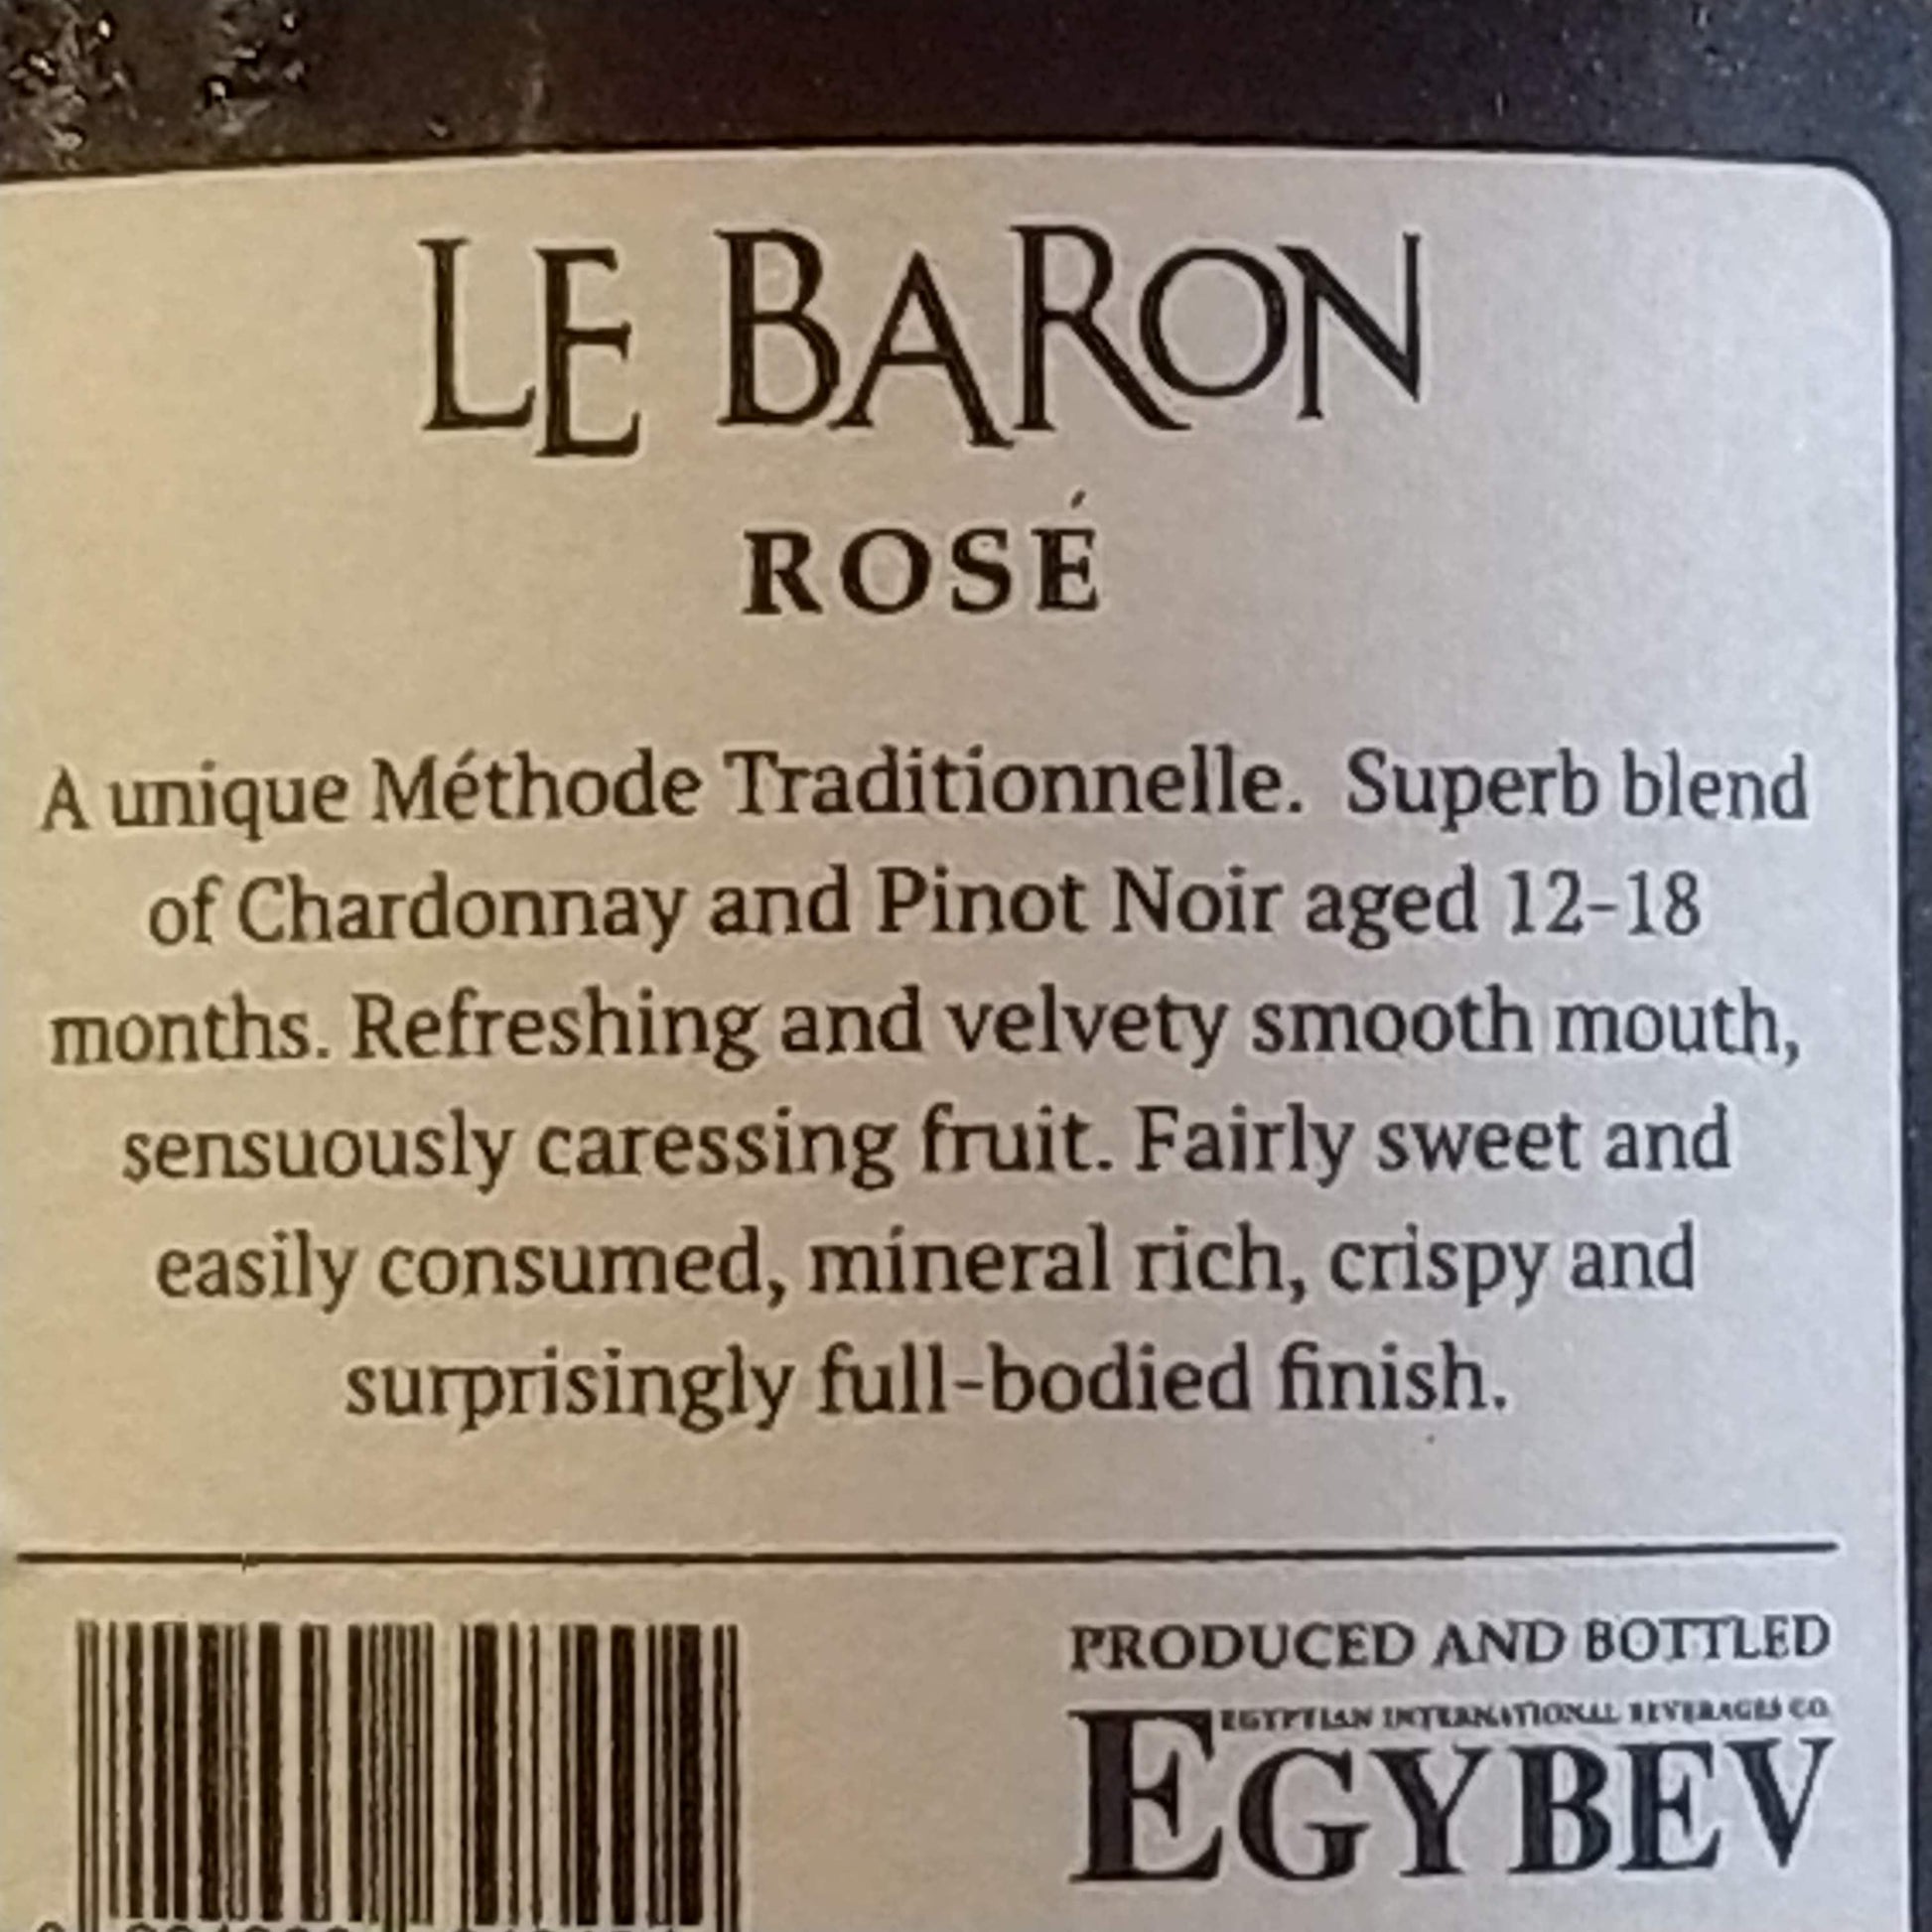 LE BARON
ROSÉ
A unique Méthode Traditionnelle. Superb blend
of Chardonnay and Pinot Noir aged 12-18
months. Refreshing and velvety smooth mouth,
sensuously caressing fruit. Fairly sweet and
easily consumed, mineral rich, crispy and
surprisingly full-bodied finish.
PRODUCED AND BOTTLED
EGYPTIAN INTERNATIONAL BEVERAGES CO.
EGYBEV